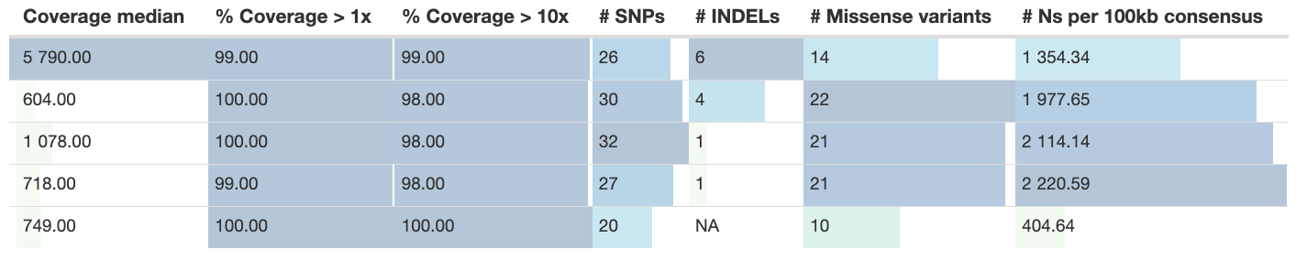 Coverage median % Coverage > 1x % Coverage > 10x # SNPs # INDELs # Missense variants # Ns per 100kb consensus
5 790.00 99.00 99.00 26 6 14 1 354.34
604.00 100.00 98.00 30 4 22 1 977.65
1 078.00 100.00 98.00 32 1 21 2 114.14
718.00 99.00 98.00 27 1 21 2 220.59
749.00 100.00 100.00 20 NA 10 404.64